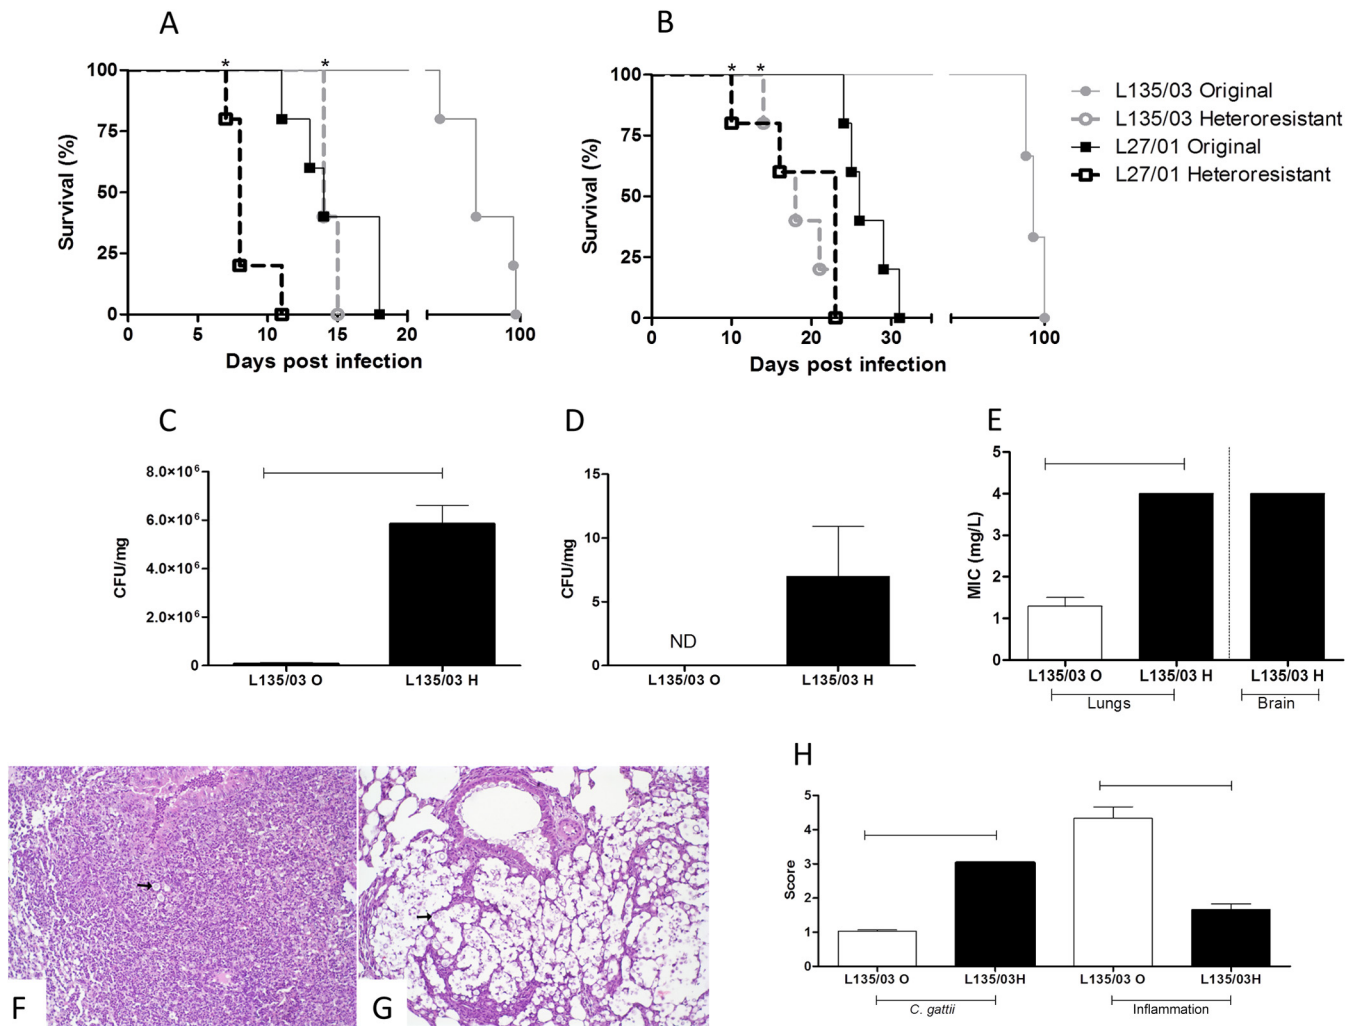 A
B
* *
* *
100
75
50
25
0
Survival (%)
0 5 10 15 20 100
Days post infection
100
75
50
25
0
Survival (%)
0 10 20 30 100
Days post infection
L135/03 Original
L135/03 Heteroresistant
L27/01 Original
L27/01 Heteroresistant
C
8.0×10⁶
6.0×10⁶
4.0×10⁶
2.0×10⁶
0
CFU/mg
L135/03 O L135/03 H
D
15
10
5
0
CFU/mg
ND
L135/03 O L135/03 H
E
5
4
2
1
0
MIC (mg/L)
L135/03 O L135/03 H L135/03 H
Lungs Brain
F
G
H
5
4
3
2
1
0
Score
L135/03 O L135/03H L135/03 O L135/03H
C. gattii Inflammation